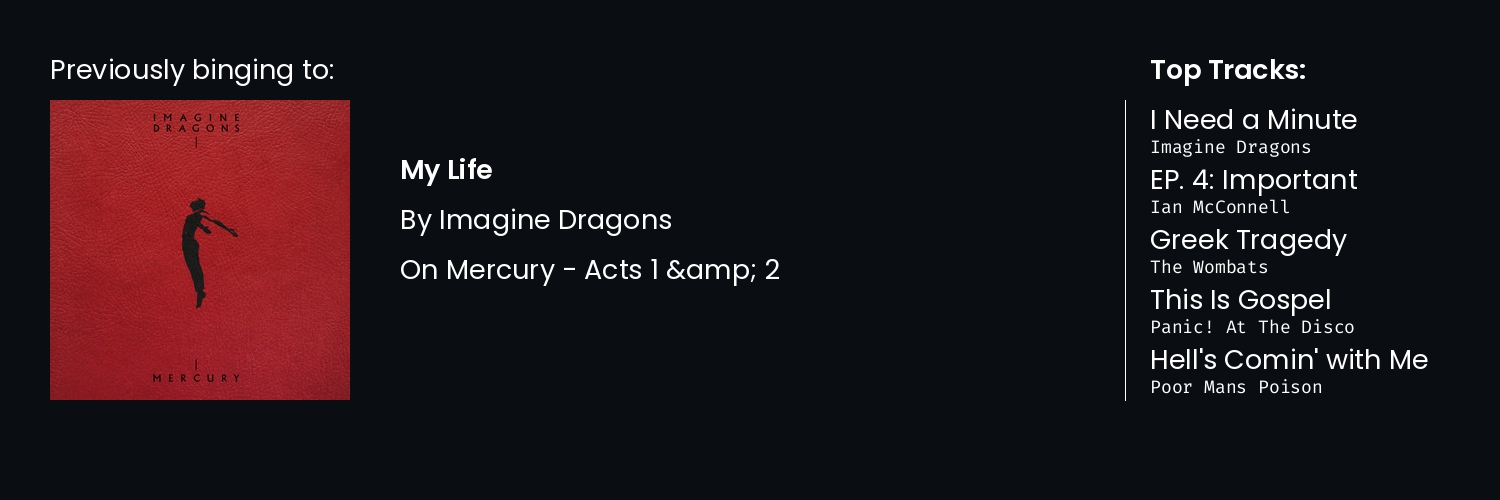 Previously binging to:
IMAGINE
DRAGONS
MERCURY
My Life
By Imagine Dragons
On Mercury - Acts 1 &amp; 2
Top Tracks:
I Need a Minute
Imagine Dragons
EP. 4: Important
Ian McConnell
Greek Tragedy
The Wombats
This Is Gospel
Panic! At The Disco
Hell's Comin' with Me
Poor Mans Poison